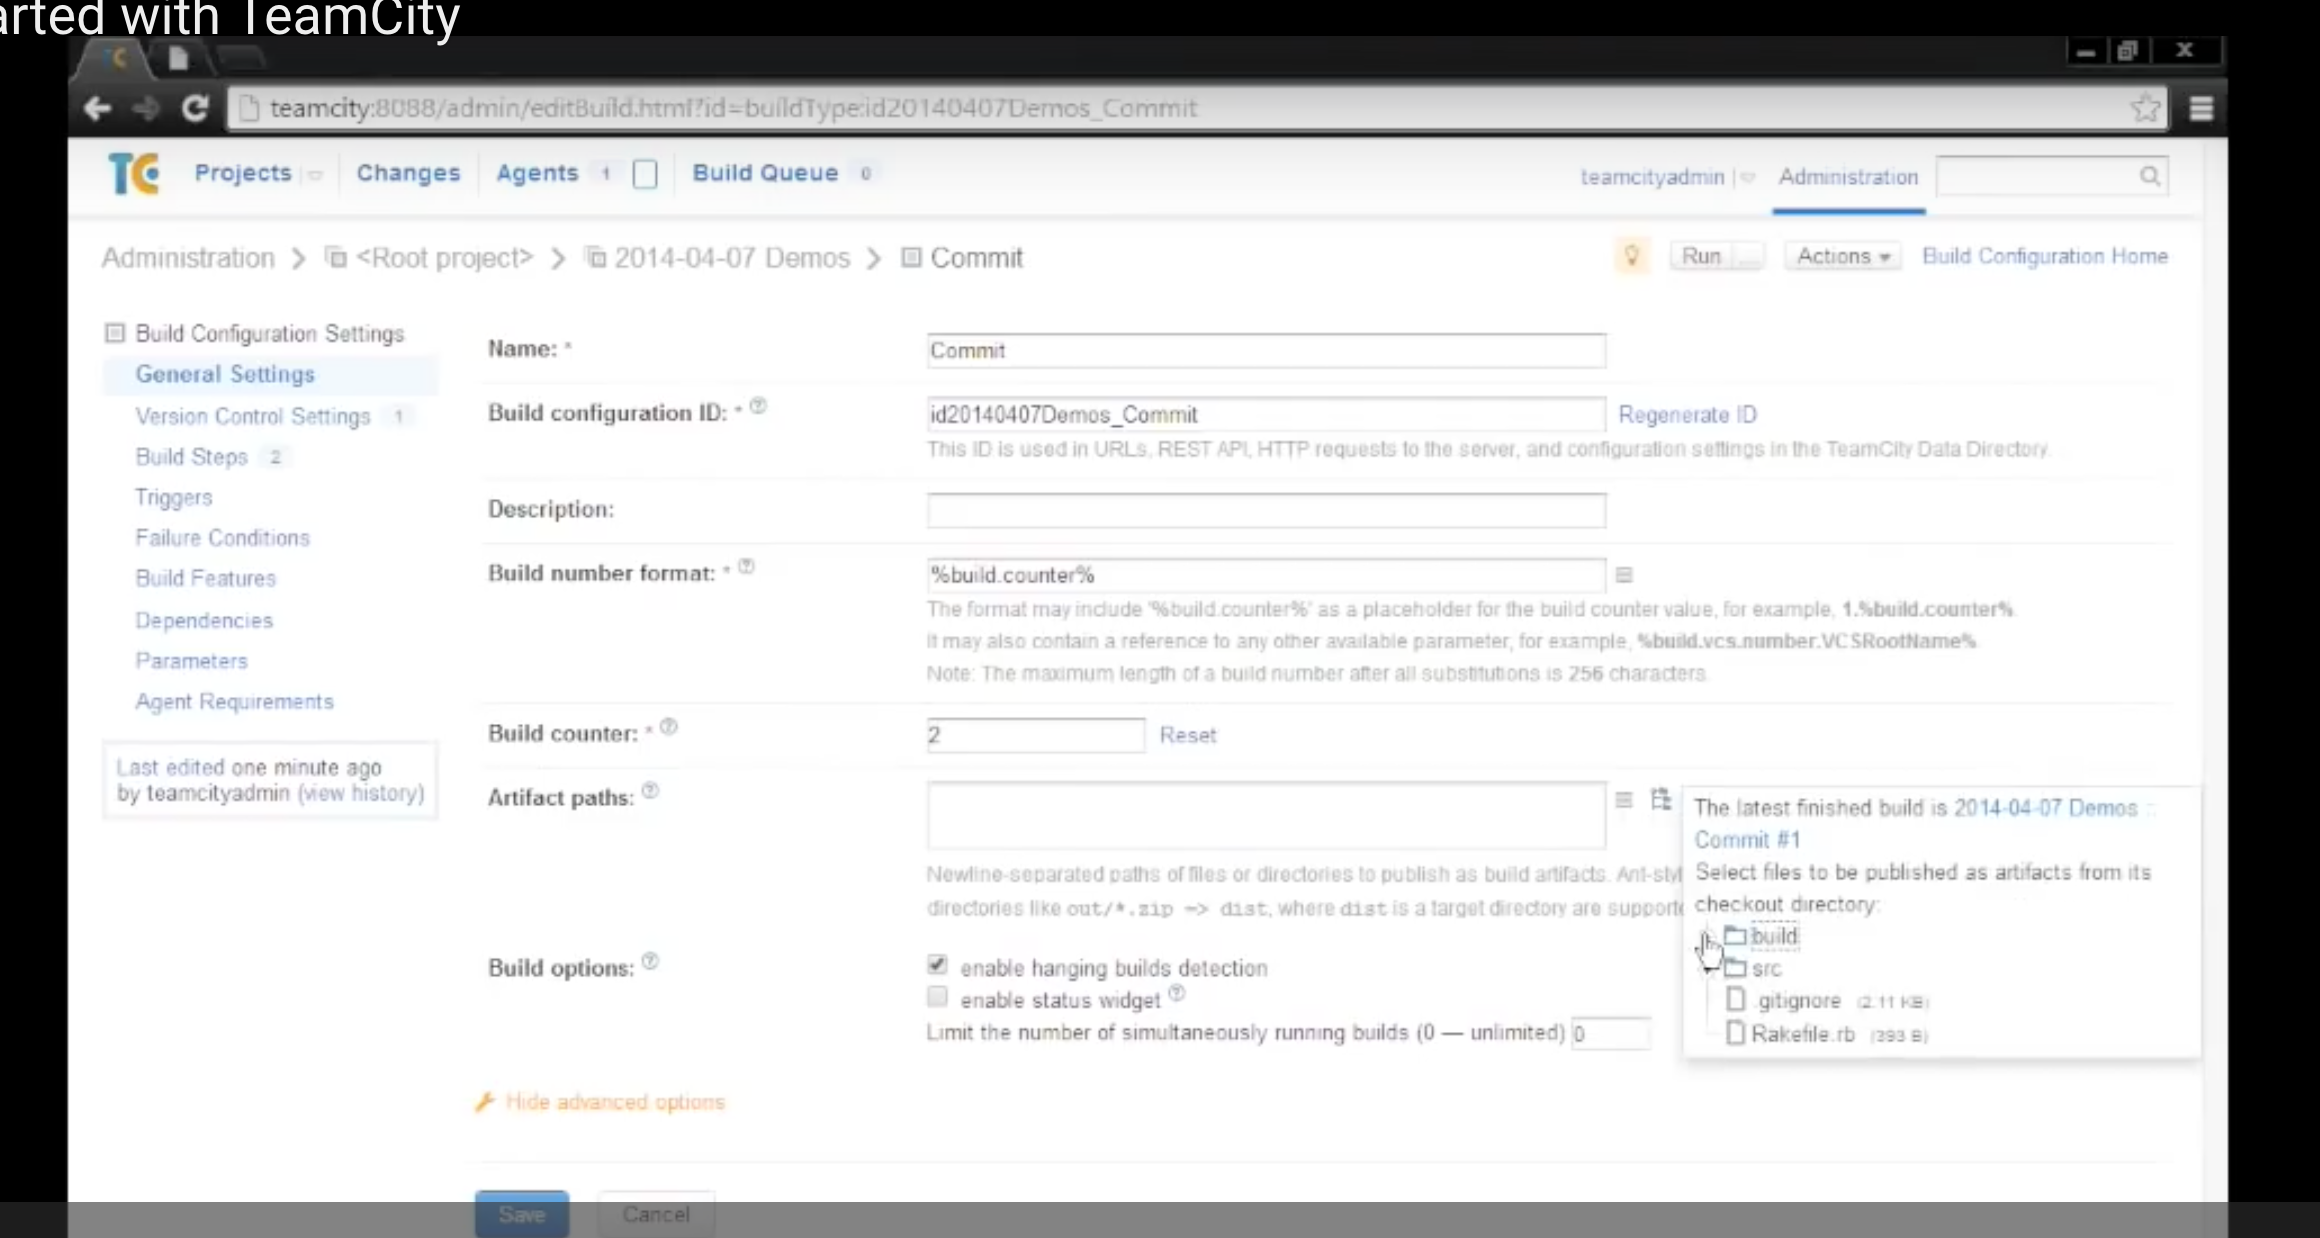 arted with TeamCity
teamcity:8088/admin/editBuild.html?id=buildType:id20140407Demos_Commit
TC Projects Changes Agents 1 Build Queue 0 teamcityadmin Administration
Administration > <Root project> > 2014-04-07 Demos > Commit Run ... Actions Build Configuration Home
Build Configuration Settings
General Settings
Version Control Settings 1
Build Steps 2
Triggers
Failure Conditions
Build Features
Dependencies
Parameters
Agent Requirements
Last edited one minute ago
by teamcityadmin (view history)
Name: * Commit
Build configuration ID: * id20140407Demos_Commit Regenerate ID
This ID is used in URLs, REST API, HTTP requests to the server, and configuration settings in the TeamCity Data Directory.
Description:
Build number format: * %build.counter%
The format may include '%build.counter%' as a placeholder for the build counter value, for example, 1.%build.counter%.
It may also contain a reference to any other available parameter, for example, %build.vcs.number.VCSRootName%.
Note: The maximum length of a build number after all substitutions is 256 characters.
Build counter: * 2 Reset
Artifact paths:
Newline-separated paths of files or directories to publish as build artifacts. Ant-styl
directories like out/*.zip => dist, where dist is a target directory are supporte
The latest finished build is 2014-04-07 Demos ::
Commit #1
Select files to be published as artifacts from its
checkout directory:
build
src
.gitignore (2.11 KB)
Rakefile.rb (393 B)
Build options: enable hanging builds detection
enable status widget
Limit the number of simultaneously running builds (0 — unlimited) 0
Hide advanced options
Save Cancel